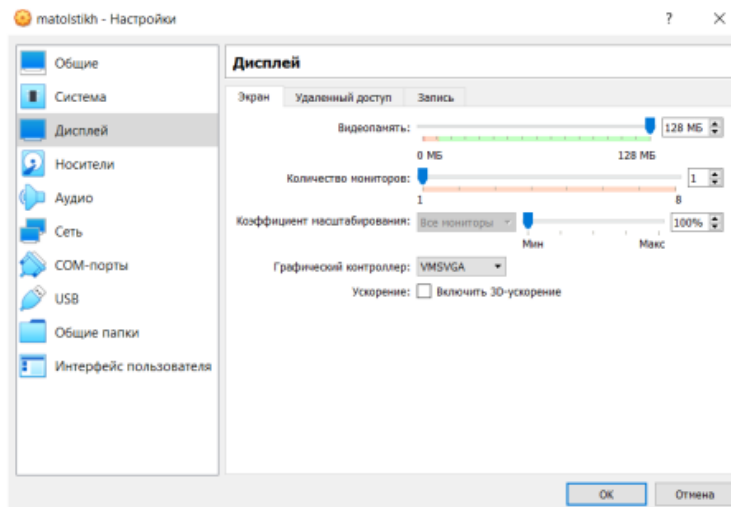 matolstikh - Настройки
?
Общие
Система
Дисплей
Носители
Аудио
Сеть
COM-порты
USB
Общие папки
Интерфейс пользователя
Дисплей
Экран Удаленный доступ Запись
Видеопамять: 128 МБ
0 МБ 128 МБ
Количество мониторов: 1
1 8
Коэффициент масштабирования: Все мониторы 100%
Мин Макс
Графический контроллер: VMSVGA
Ускорение: Включить 3D-ускорение
OK Отмена